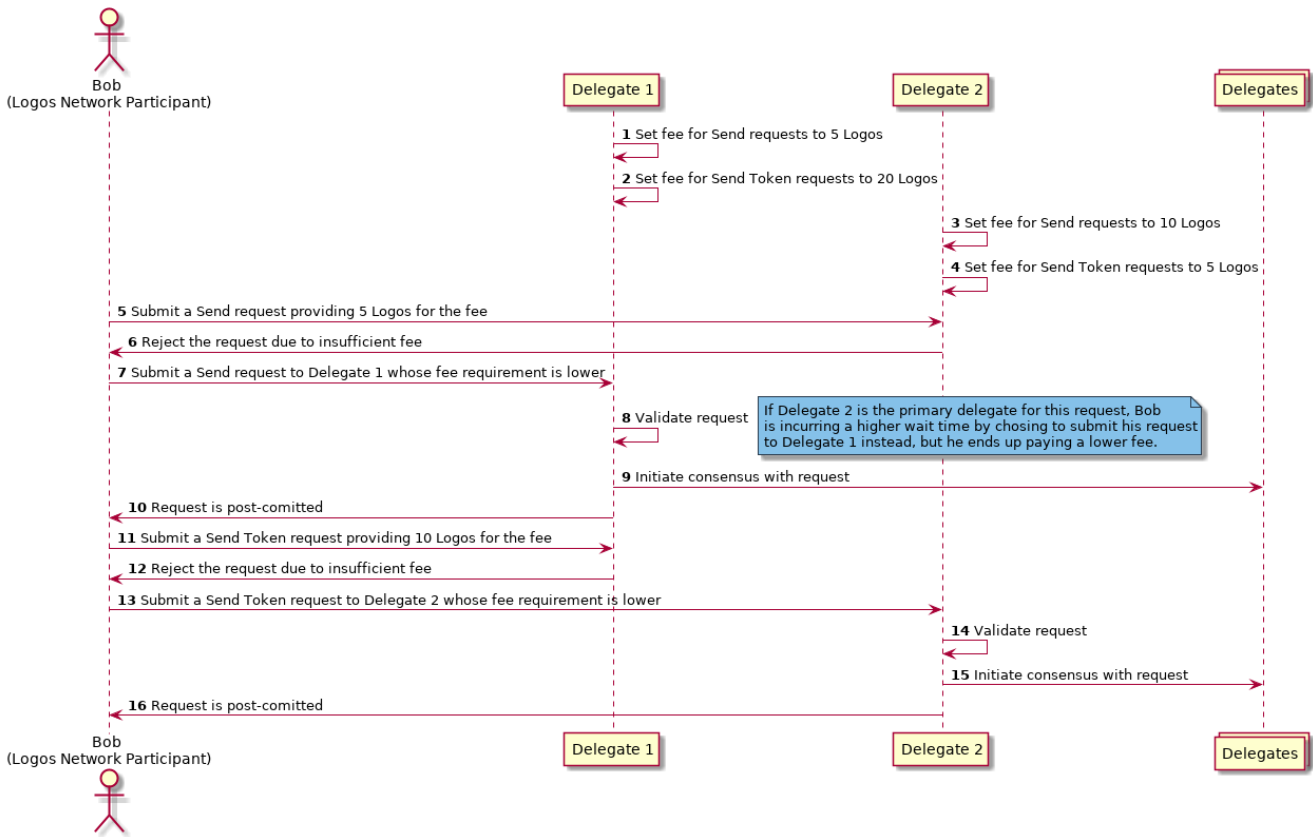 Bob
(Logos Network Participant)
Delegate 1
Delegate 2
Delegates
1 Set fee for Send requests to 5 Logos
2 Set fee for Send Token requests to 20 Logos
3 Set fee for Send requests to 10 Logos
4 Set fee for Send Token requests to 5 Logos
5 Submit a Send request providing 5 Logos for the fee
6 Reject the request due to insufficient fee
7 Submit a Send request to Delegate 1 whose fee requirement is lower
8 Validate request
If Delegate 2 is the primary delegate for this request, Bob
is incurring a higher wait time by chosing to submit his request
to Delegate 1 instead, but he ends up paying a lower fee.
9 Initiate consensus with request
10 Request is post-comitted
11 Submit a Send Token request providing 10 Logos for the fee
12 Reject the request due to insufficient fee
13 Submit a Send Token request to Delegate 2 whose fee requirement is lower
14 Validate request
15 Initiate consensus with request
16 Request is post-comitted
Bob
(Logos Network Participant)
Delegate 1
Delegate 2
Delegates